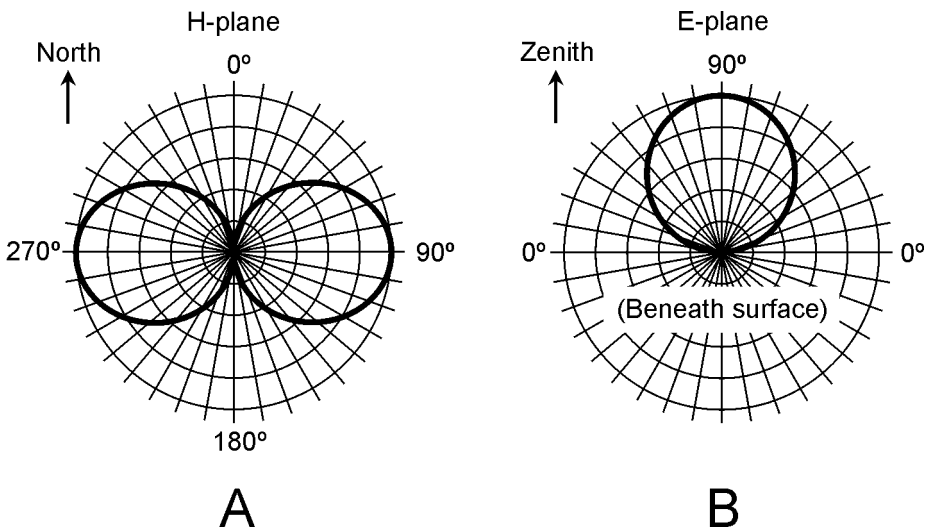 H-plane
North
0º
270º
90º
180º
A
E-plane
Zenith
90º
0º
0º
(Beneath surface)
B